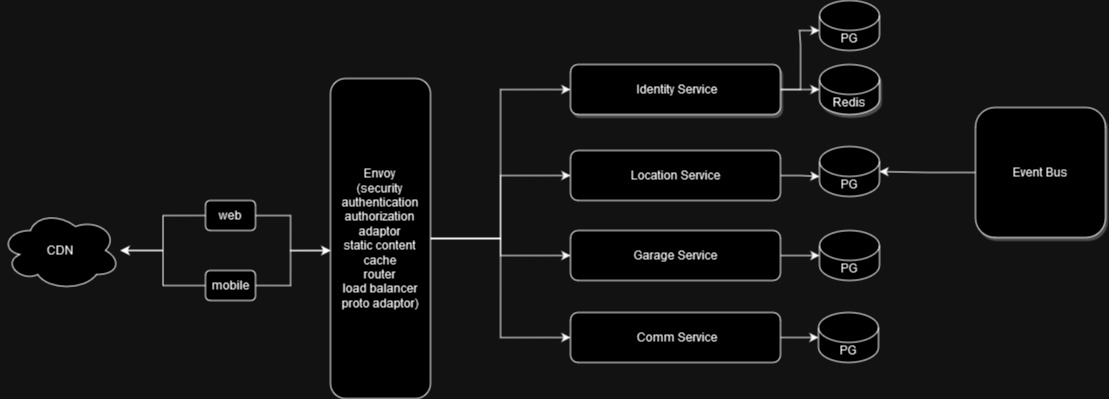 CDN
web
mobile
Envoy
(security
authentication
authorization
adaptor
static content
cache
router
load balancer
proto adaptor)
Identity Service
PG
Redis
Location Service
PG
Event Bus
Garage Service
PG
Comm Service
PG